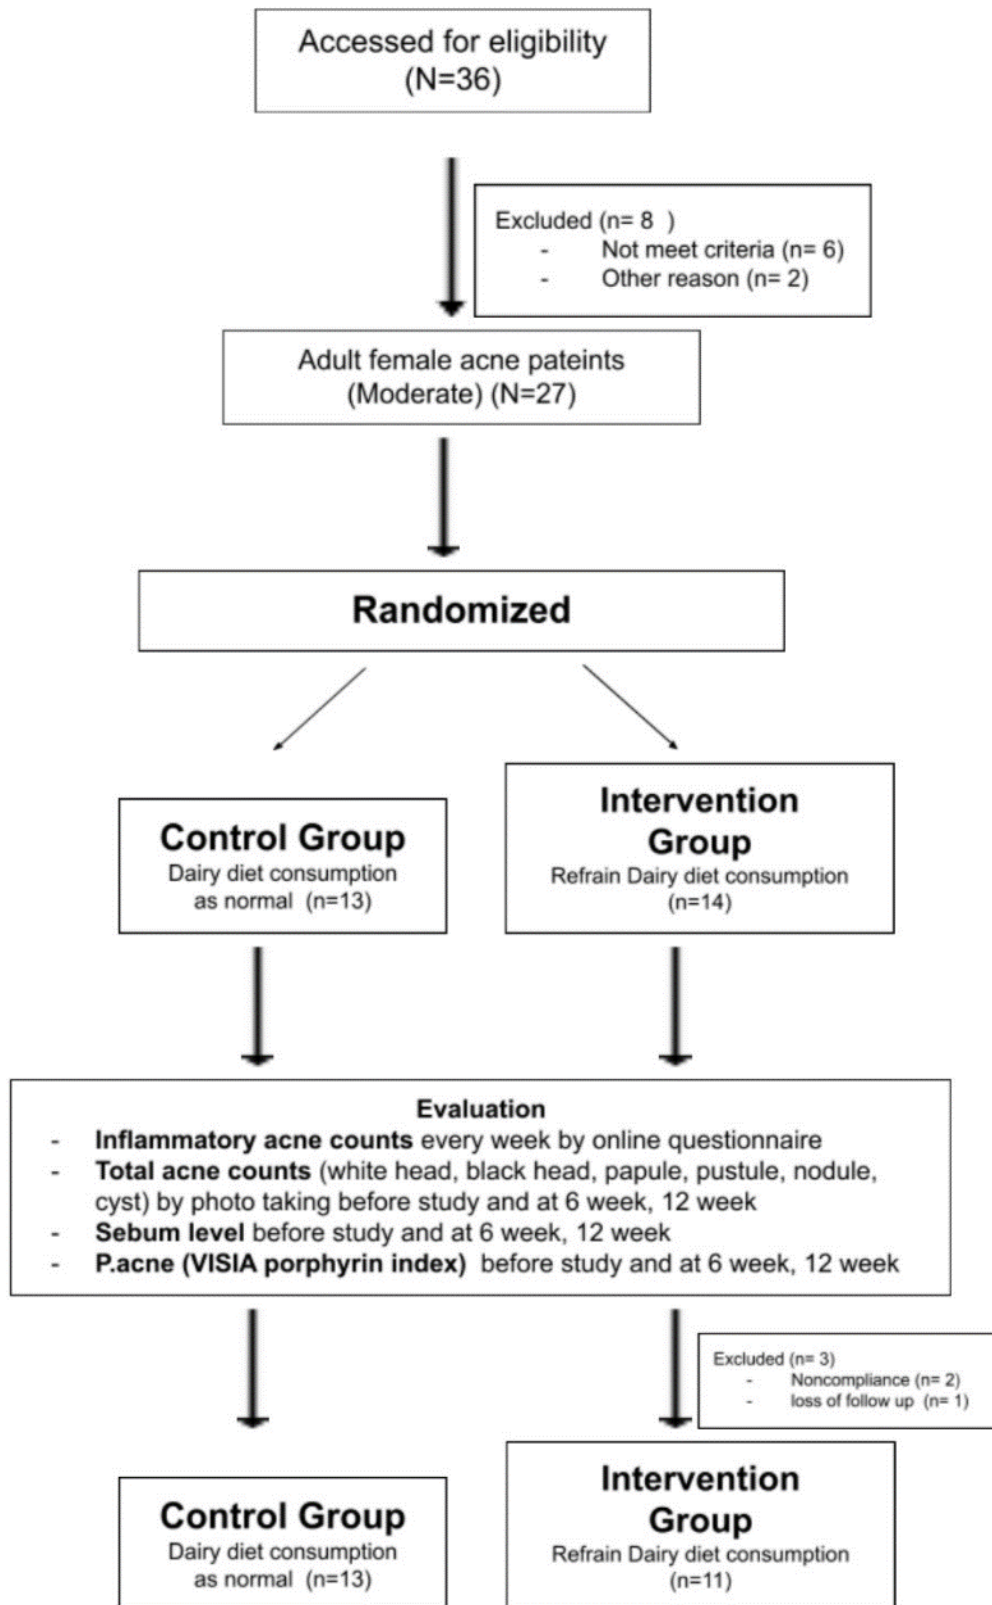 Accessed for eligibility
(N=36)
Excluded (n= 8 )
- Not meet criteria (n= 6)
- Other reason (n= 2)
Adult female acne pateints
(Moderate) (N=27)
Randomized
Control Group
Dairy diet consumption
as normal (n=13)
Intervention
Group
Refrain Dairy diet consumption
(n=14)
Evaluation
- Inflammatory acne counts every week by online questionnaire
- Total acne counts (white head, black head, papule, pustule, nodule,
cyst) by photo taking before study and at 6 week, 12 week
- Sebum level before study and at 6 week, 12 week
- P.acne (VISIA porphyrin index) before study and at 6 week, 12 week
Excluded (n= 3)
- Noncompliance (n= 2)
- loss of follow up (n= 1)
Control Group
Dairy diet consumption
as normal (n=13)
Intervention
Group
Refrain Dairy diet consumption
(n=11)